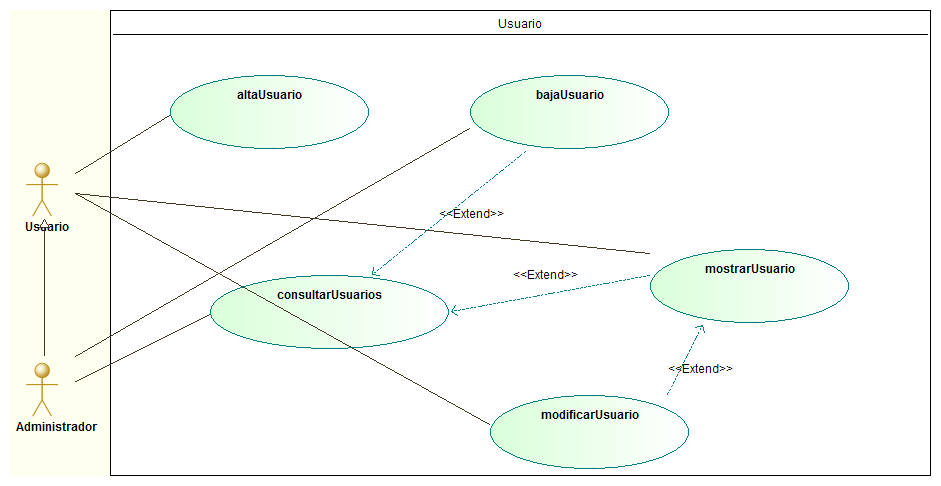 Usuario
altaUsuario
bajaUsuario
Usuario
<<Extend>>
mostrarUsuario
<<Extend>>
consultarUsuarios
<<Extend>>
modificarUsuario
Administrador